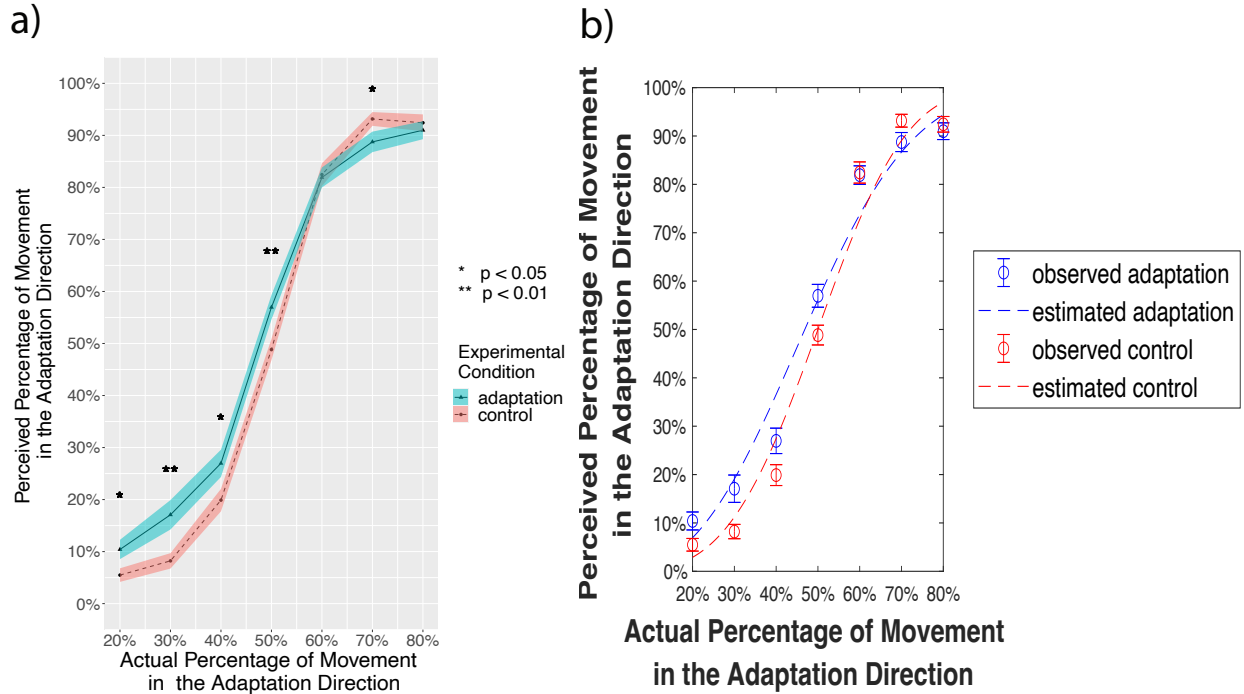 a)
100%
90%
80%
70%
60%
50%
40%
30%
20%
10%
0%
Perceived Percentage of Movement
in the Adaptation Direction
*
**
*
**
*
20%
30%
40%
50%
60%
70%
80%
Actual Percentage of Movement
in the Adaptation Direction
* p < 0.05
** p < 0.01
Experimental
Condition
adaptation
control
b)
Perceived Percentage of Movement
in the Adaptation Direction
100%
90%
80%
70%
60%
50%
40%
30%
20%
10%
0%
20%
30%
40%
50%
60%
70%
80%
Actual Percentage of Movement
in the Adaptation Direction
observed adaptation
estimated adaptation
observed control
estimated control